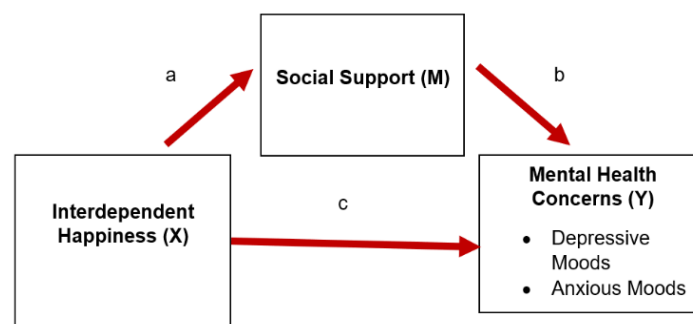 a
Social Support (M)
b
Interdependent
Happiness (X)
c
Mental Health
Concerns (Y)
• Depressive
Moods
• Anxious Moods